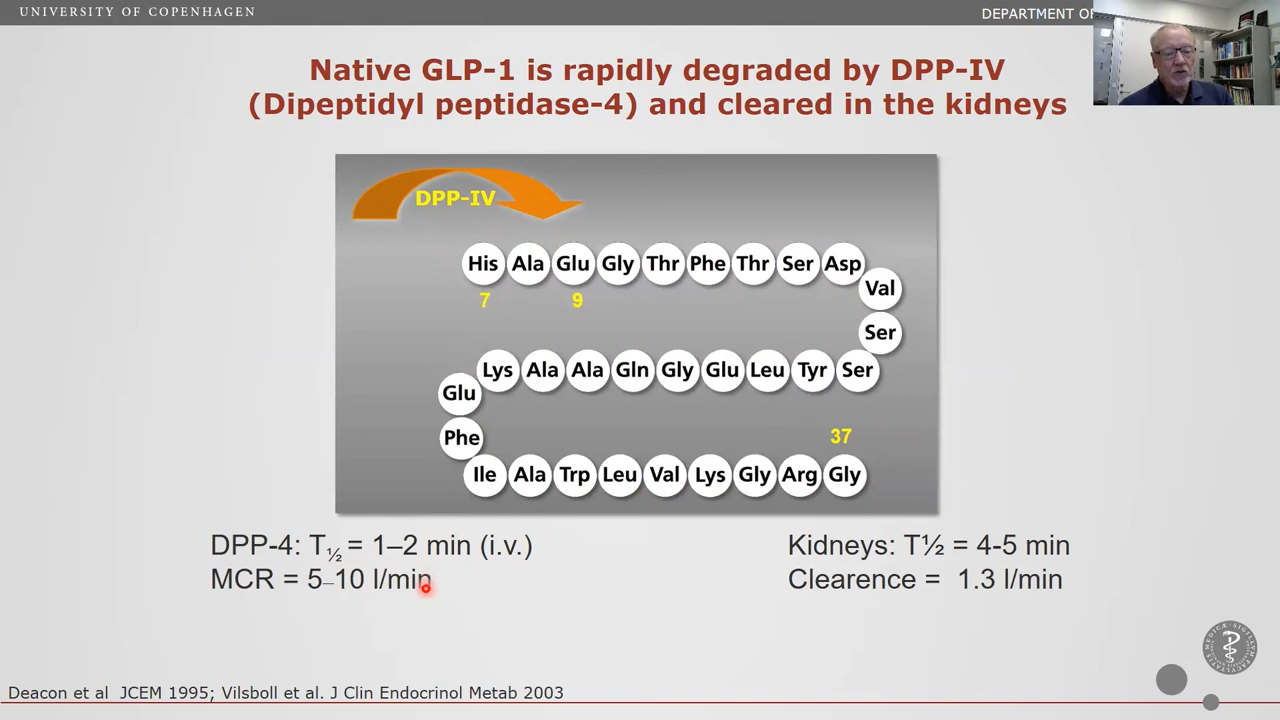 UNIVERSITY OF COPENHAGEN
DEPARTMENT OF
Native GLP-1 is rapidly degraded by DPP-IV
(Dipeptidyl peptidase-4) and cleared in the kidneys
DPP-IV
His Ala Glu Gly Thr Phe Thr Ser Asp
7 9
Val
Ser
Lys Ala Ala Gln Gly Glu Leu Tyr Ser
Glu
Phe
37
Ile Ala Trp Leu Val Lys Gly Arg Gly
DPP-4: T½ = 1–2 min (i.v.)
MCR = 5–10 l/min
Kidneys: T½ = 4-5 min
Clearence = 1.3 l/min
Deacon et al JCEM 1995; Vilsboll et al. J Clin Endocrinol Metab 2003